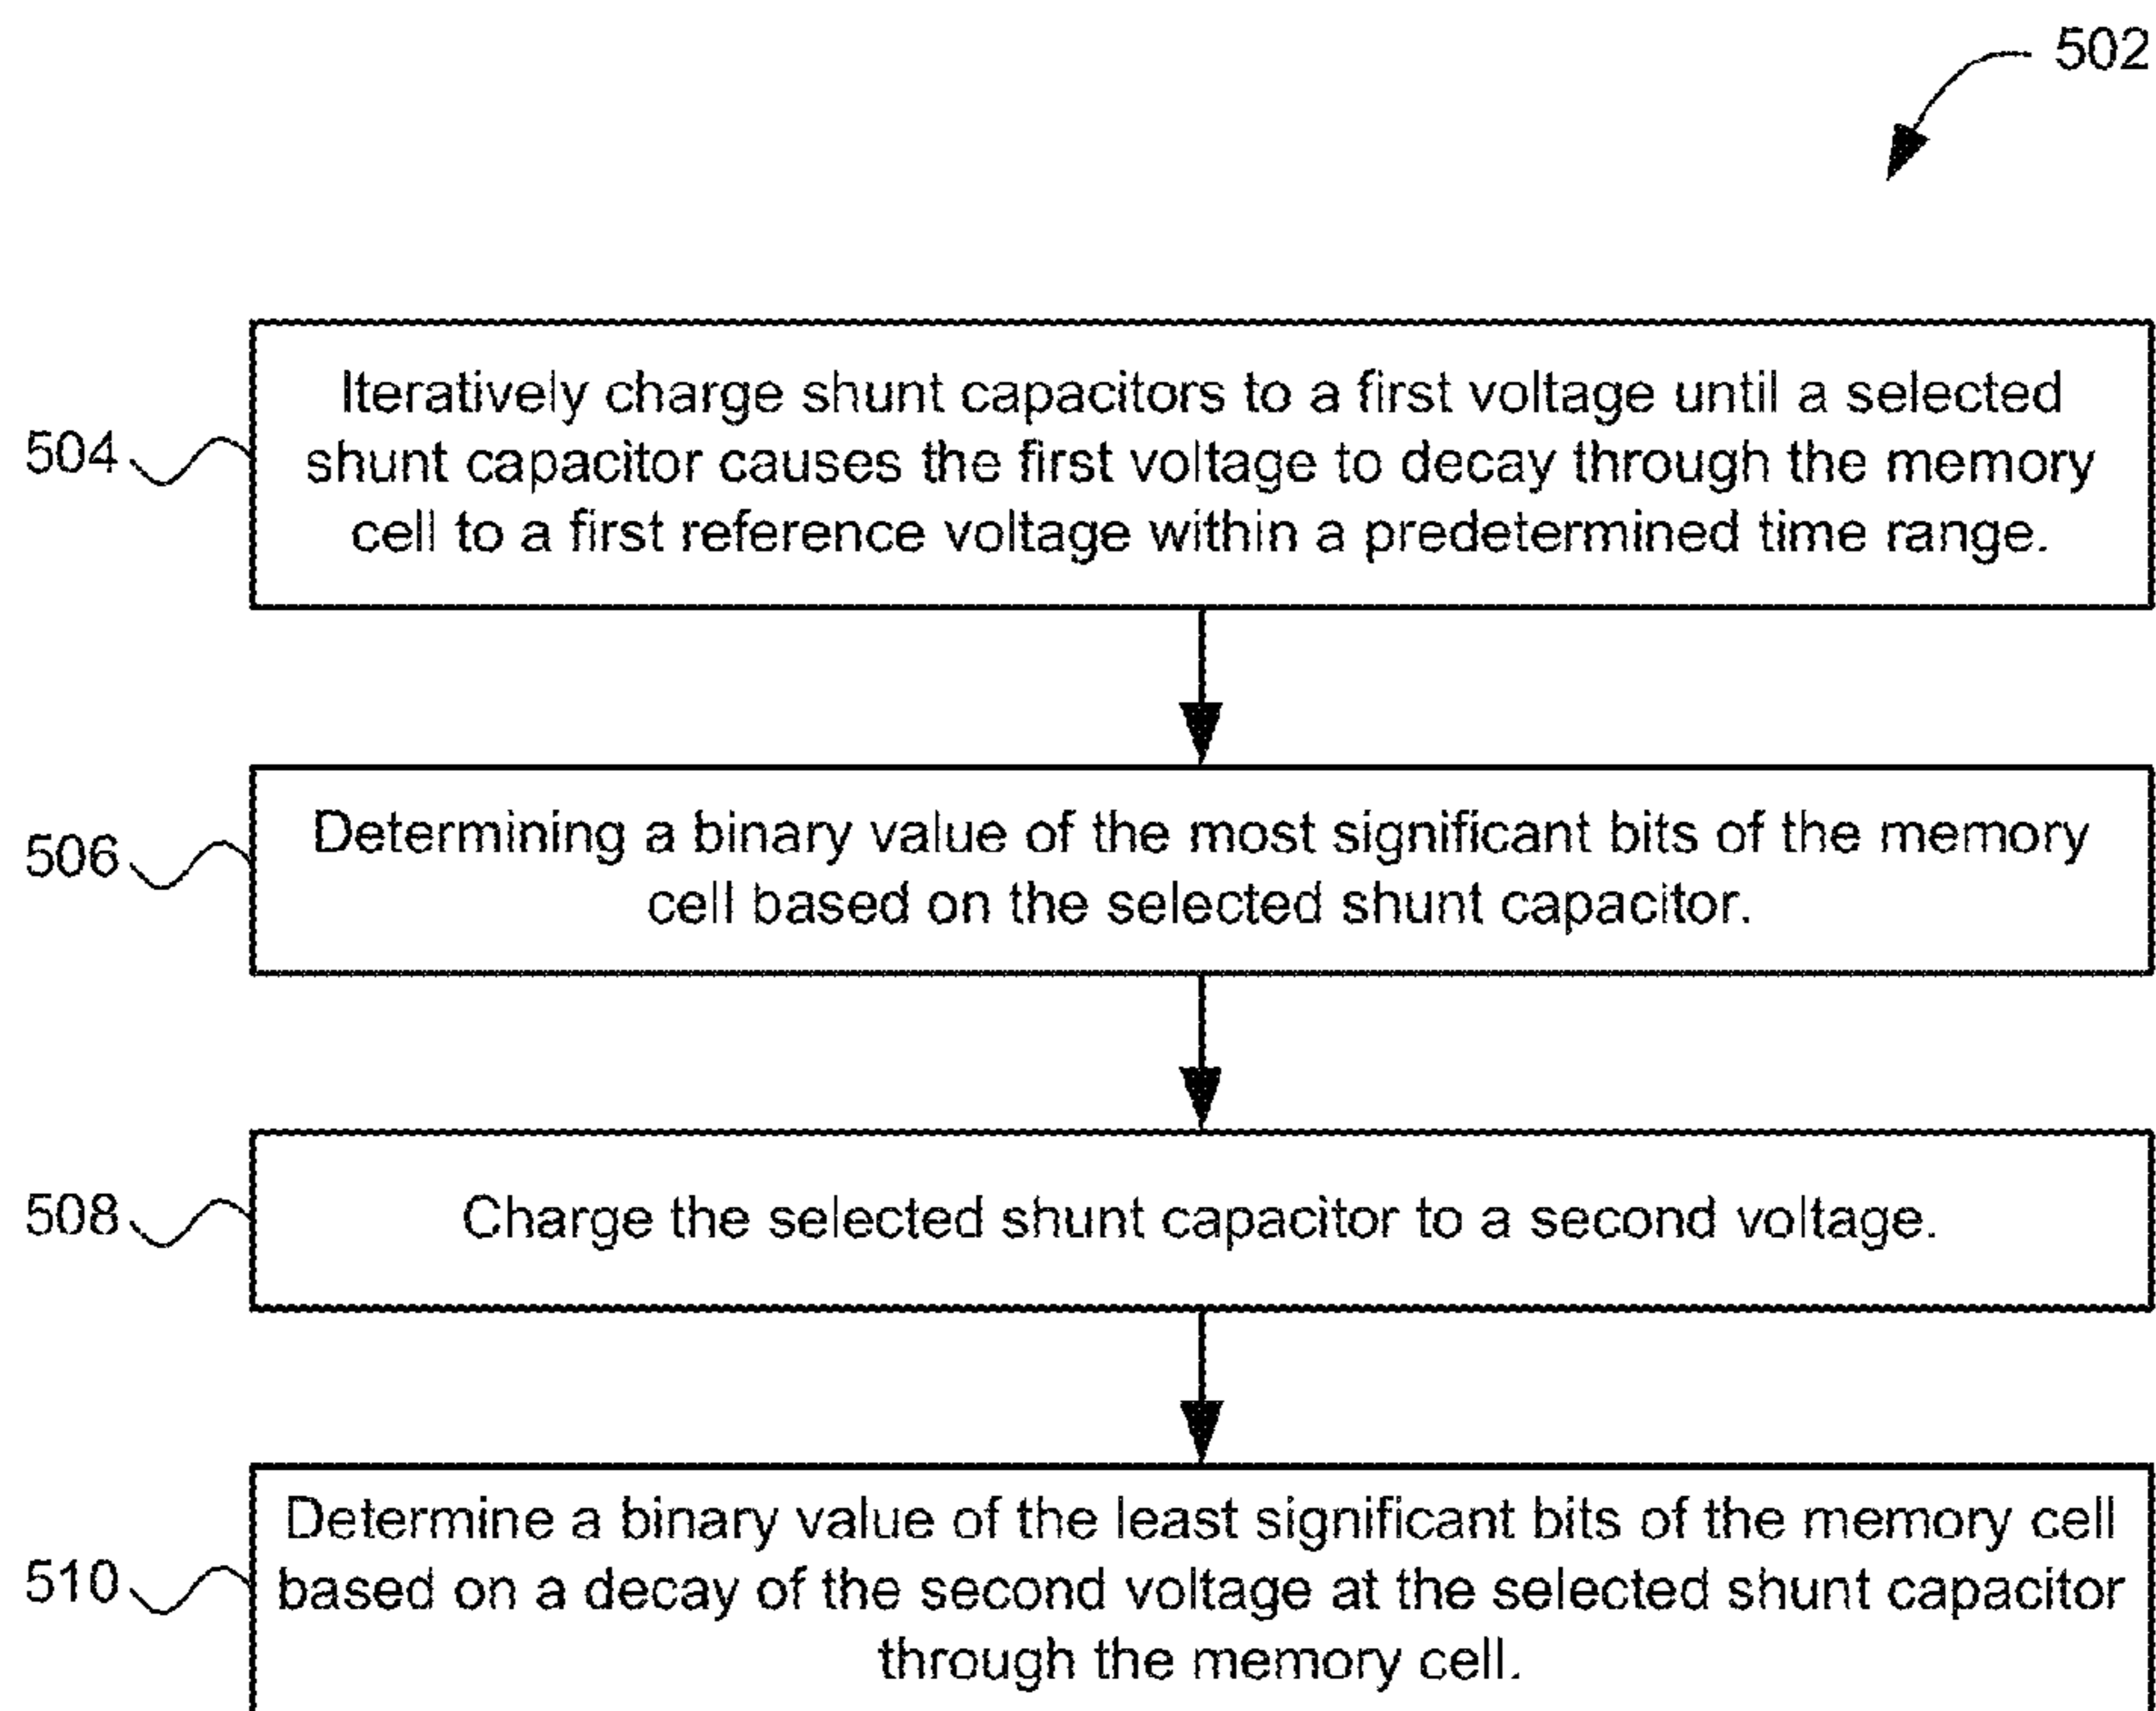 502
504
Iteratively charge shunt capacitors to a first voltage until a selected
shunt capacitor causes the first voltage to decay through the memory
cell to a first reference voltage within a predetermined time range.
506
Determining a binary value of the most significant bits of the memory
cell based on the selected shunt capacitor.
508
Charge the selected shunt capacitor to a second voltage.
510
Determine a binary value of the least significant bits of the memory cell
based on a decay of the second voltage at the selected shunt capacitor
through the memory cell.